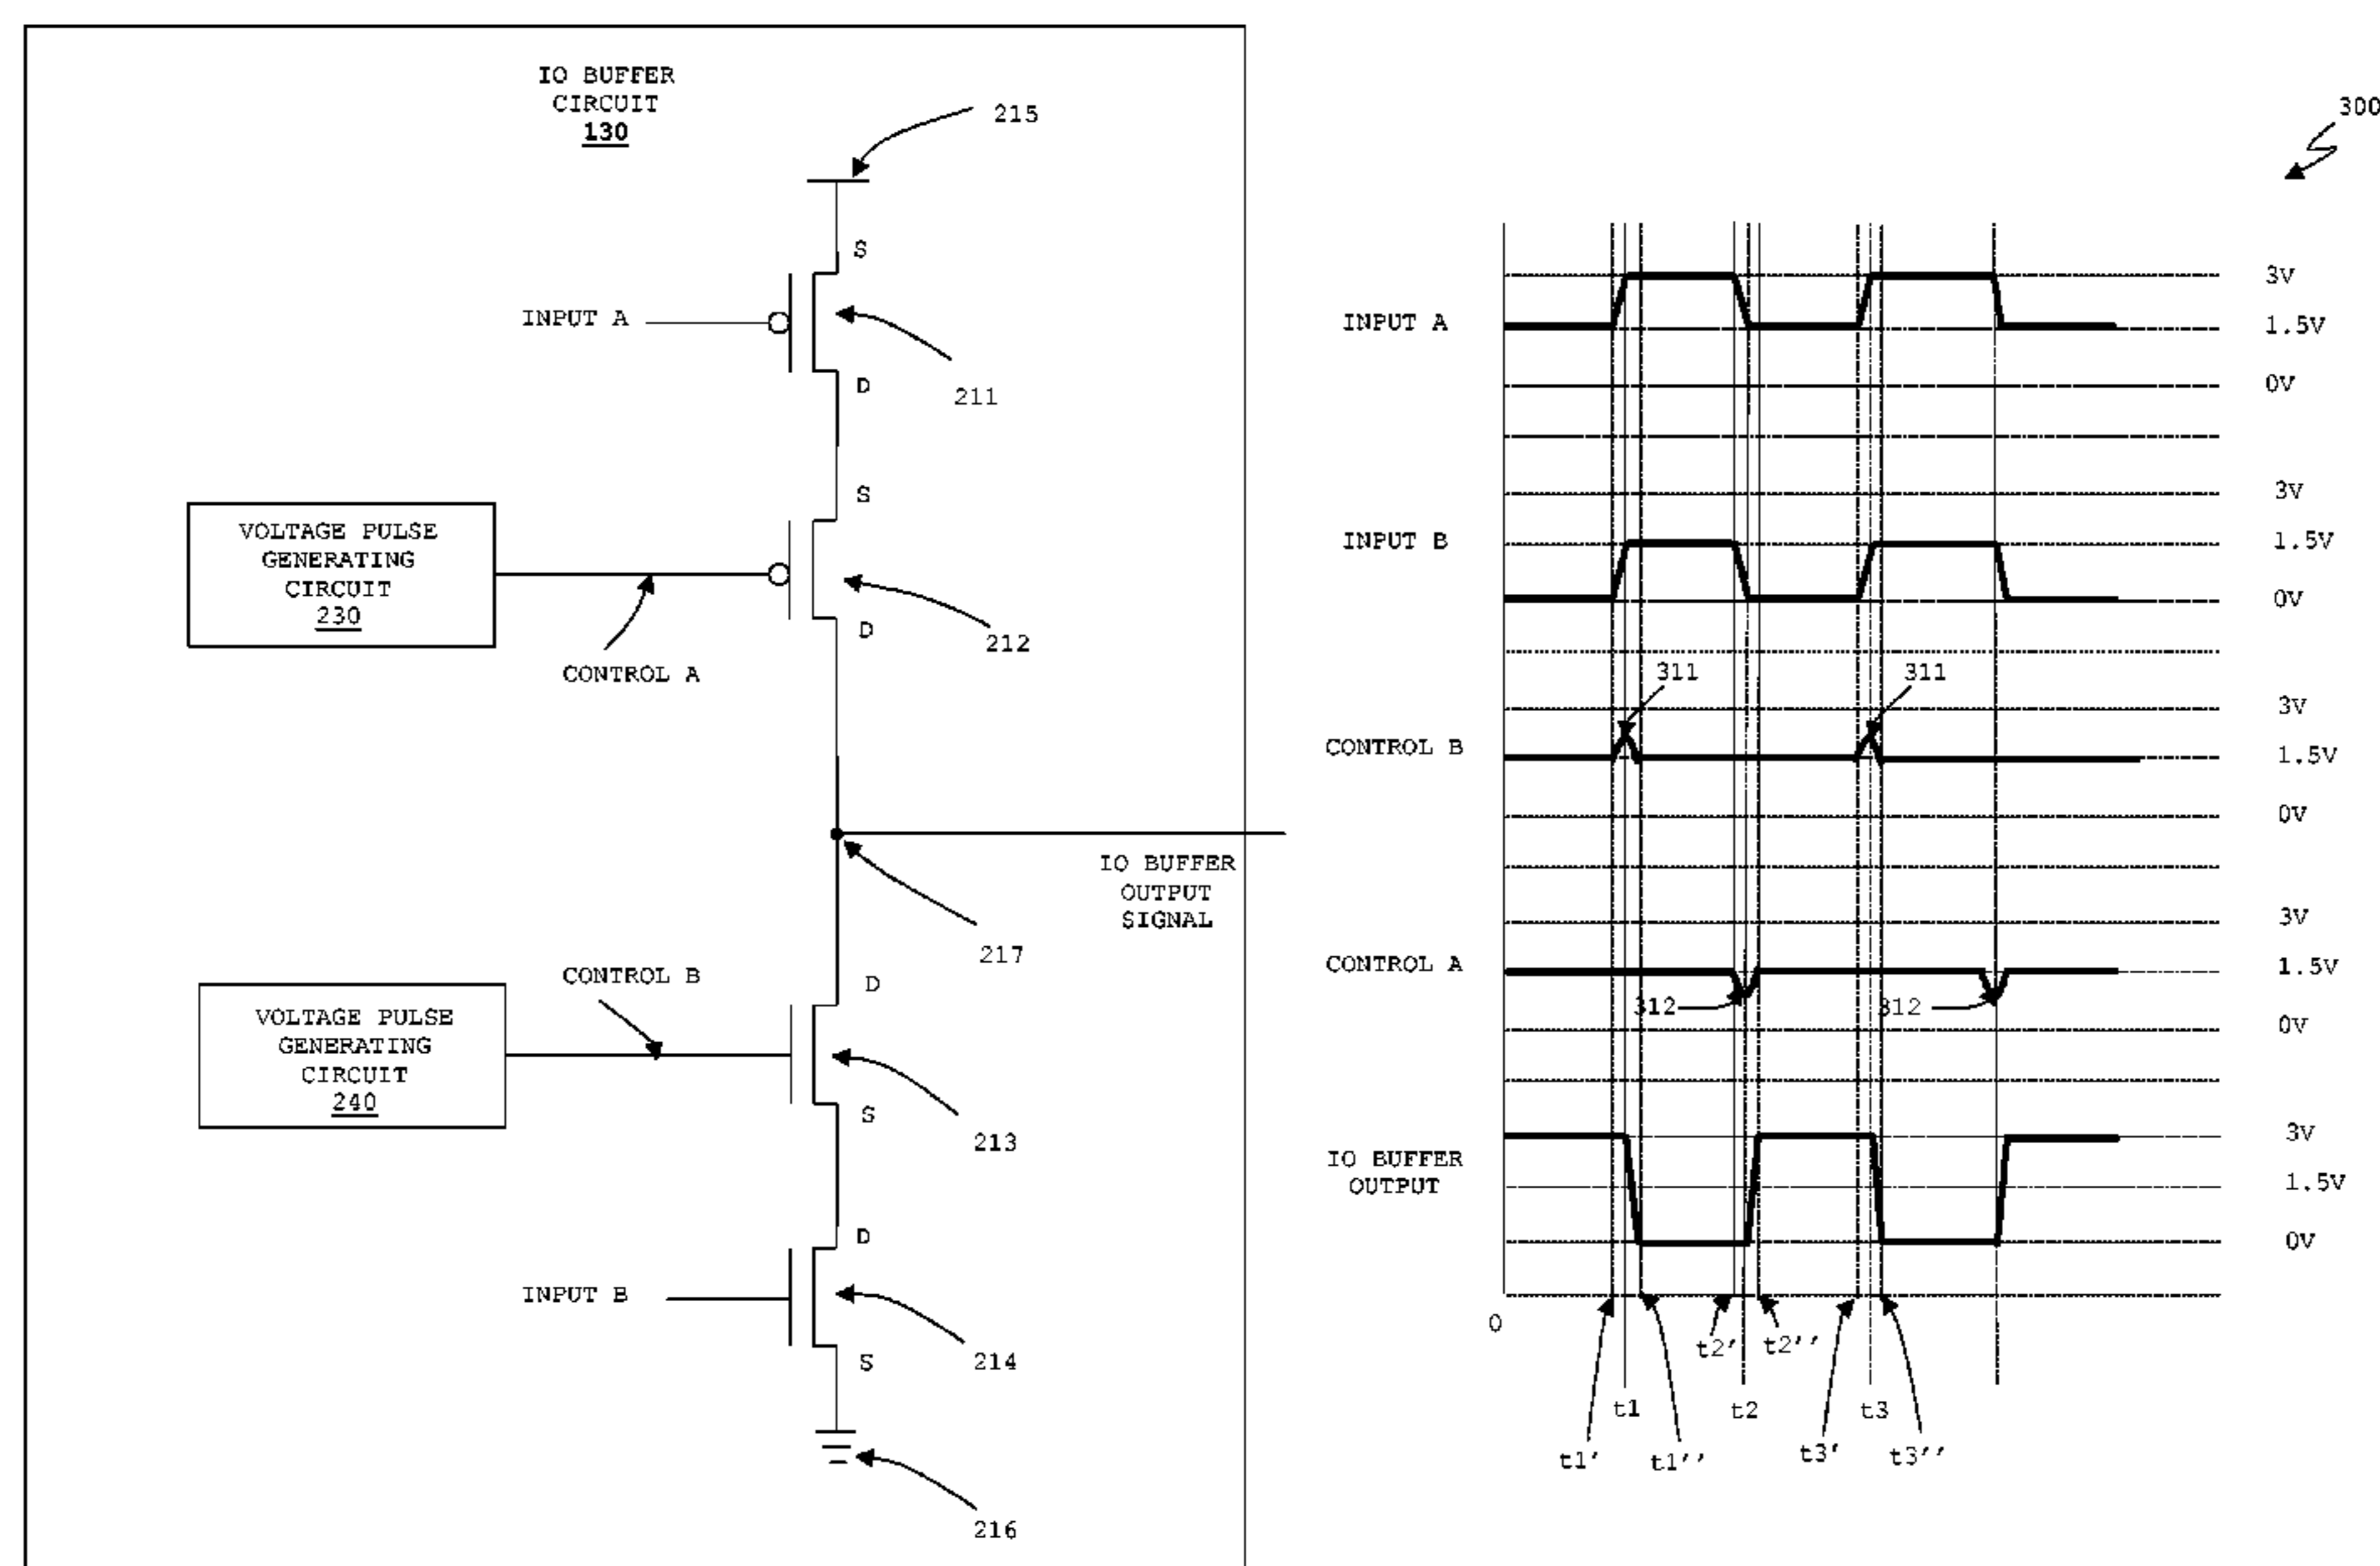 IO BUFFER
CIRCUIT
130
215
S
INPUT A
D
211
S
VOLTAGE PULSE
GENERATING
CIRCUIT
230
D
212
CONTROL A
IO BUFFER
OUTPUT
SIGNAL
217
CONTROL B
D
VOLTAGE PULSE
GENERATING
CIRCUIT
240
S
213
D
INPUT B
S
214
216
300
INPUT A
3V
1.5V
0V
INPUT B
3V
1.5V
0V
311
311
CONTROL B
3V
1.5V
0V
CONTROL A
3V
1.5V
0V
312
312
IO BUFFER
OUTPUT
3V
1.5V
0V
0
t2'
t2''
t1
t2
t3
t1'
t1''
t3'
t3''